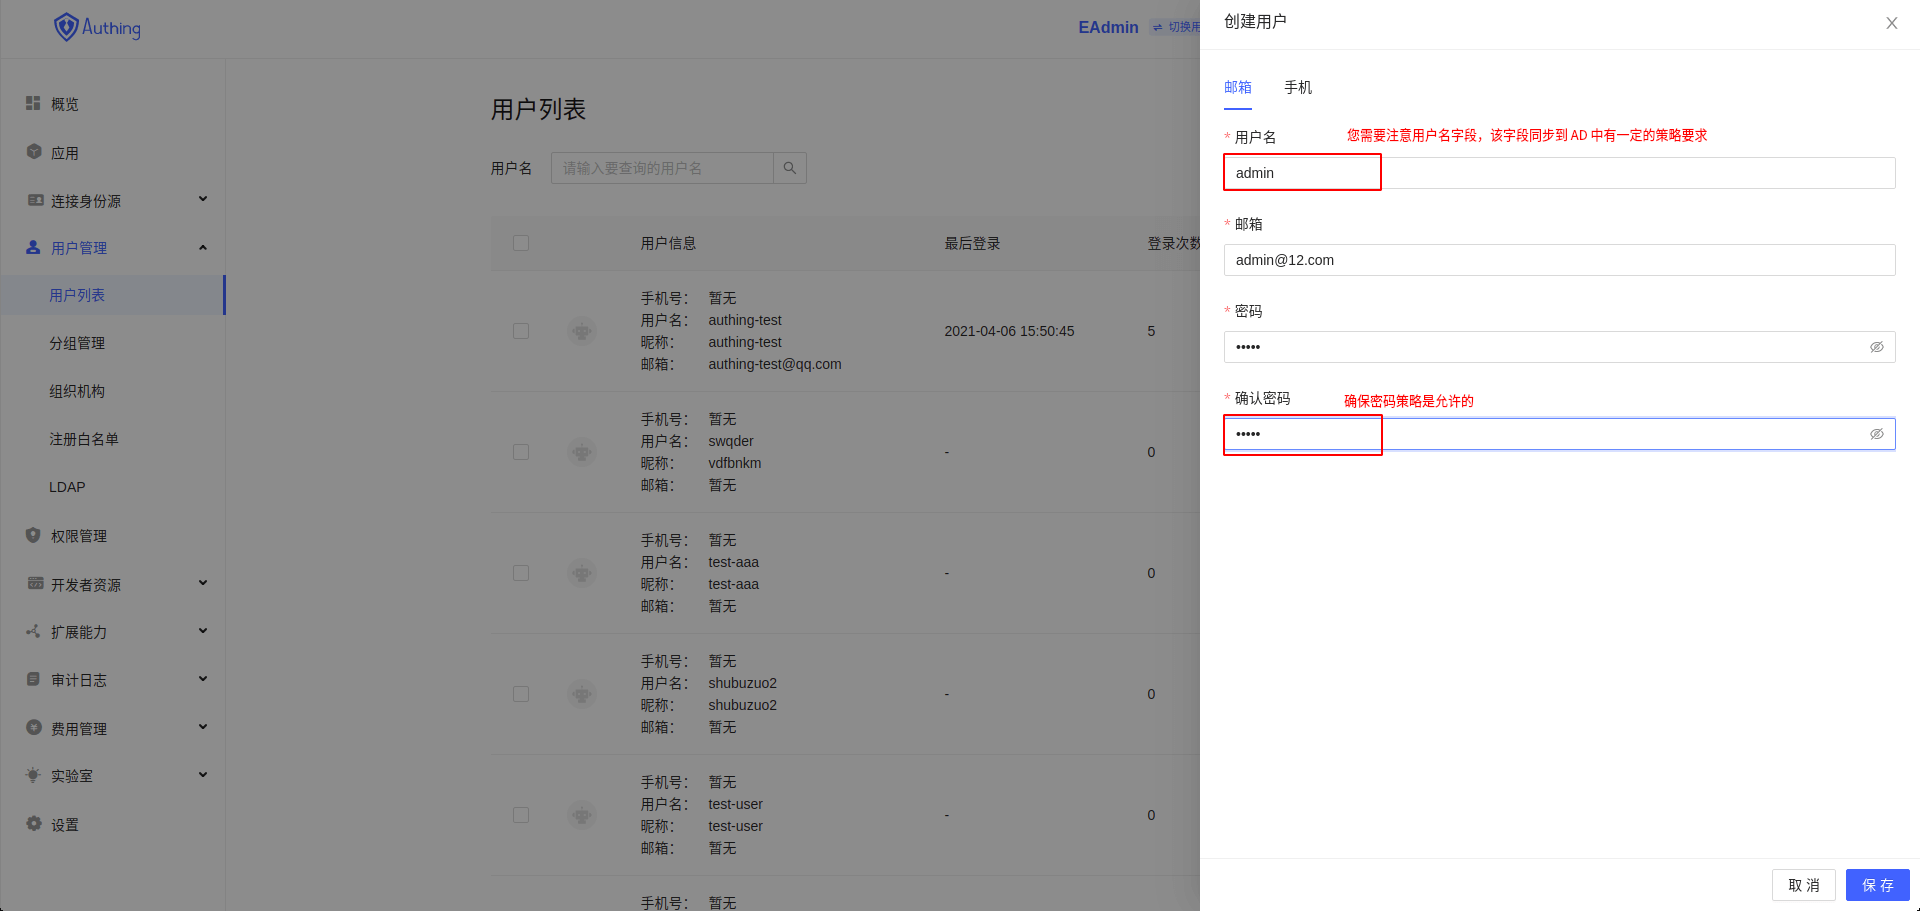 Authing
EAdmin
切换用
概览
应用
连接身份源
用户管理
用户列表
分组管理
组织机构
注册白名单
LDAP
权限管理
开发者资源
扩展能力
审计日志
费用管理
实验室
设置
用户列表
用户名 请输入要查询的用户名
用户信息 最后登录 登录次数
手机号： 暂无
用户名： authing-test
昵称： authing-test
邮箱： authing-test@qq.com
2021-04-06 15:50:45 5
手机号： 暂无
用户名： swqder
昵称： vdfbnkm
邮箱： 暂无
- 0
手机号： 暂无
用户名： test-aaa
昵称： test-aaa
邮箱： 暂无
- 0
手机号： 暂无
用户名： shubuzuo2
昵称： shubuzuo2
邮箱： 暂无
- 0
手机号： 暂无
用户名： test-user
昵称： test-user
邮箱： 暂无
- 0
手机号： 暂无
创建用户
邮箱 手机
* 用户名 您需要注意用户名字段，该字段同步到 AD 中有一定的策略要求
admin
* 邮箱
admin@12.com
* 密码
•••••
* 确认密码 确保密码策略是允许的
•••••
取 消 保 存